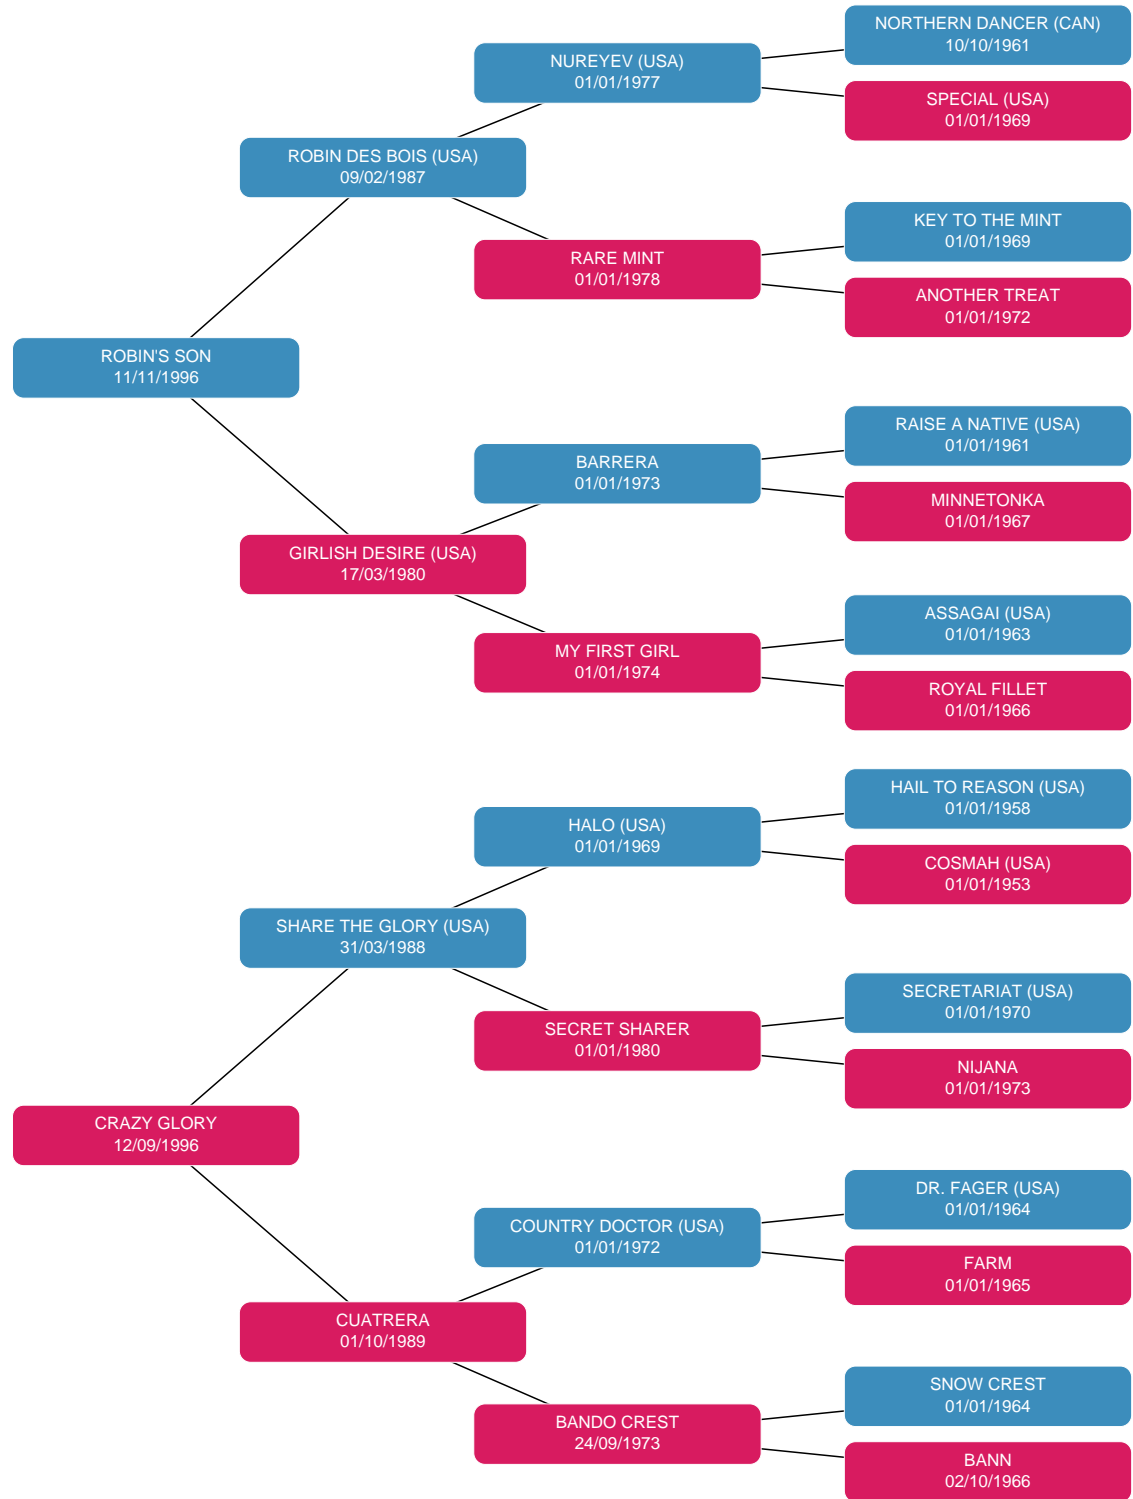 NORTHERN DANCER (CAN)
10/10/1961
NUREYEV (USA)
01/01/1977
SPECIAL (USA)
01/01/1969
ROBIN DES BOIS (USA)
09/02/1987
KEY TO THE MINT
01/01/1969
RARE MINT
01/01/1978
ANOTHER TREAT
01/01/1972
ROBIN'S SON
11/11/1996
RAISE A NATIVE (USA)
01/01/1961
BARRERA
01/01/1973
MINNETONKA
01/01/1967
GIRLISH DESIRE (USA)
17/03/1980
ASSAGAI (USA)
01/01/1963
MY FIRST GIRL
01/01/1974
ROYAL FILLET
01/01/1966
HAIL TO REASON (USA)
01/01/1958
HALO (USA)
01/01/1969
COSMAH (USA)
01/01/1953
SHARE THE GLORY (USA)
31/03/1988
SECRETARIAT (USA)
01/01/1970
SECRET SHARER
01/01/1980
NIJANA
01/01/1973
CRAZY GLORY
12/09/1996
DR. FAGER (USA)
01/01/1964
COUNTRY DOCTOR (USA)
01/01/1972
FARM
01/01/1965
CUATRERA
01/10/1989
SNOW CREST
01/01/1964
BANDO CREST
24/09/1973
BANN
02/10/1966